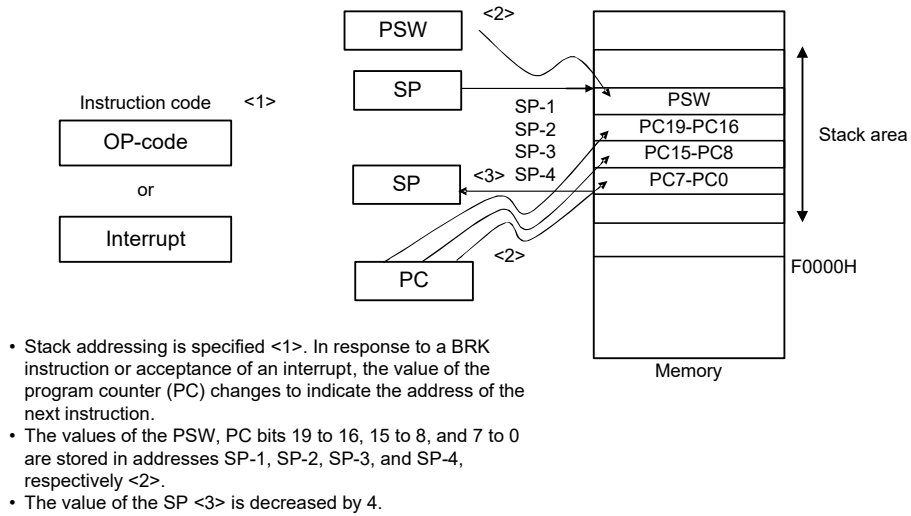 PSW
<2>
SP
Instruction code <1>
OP-code
or
Interrupt
SP-1
SP-2
SP-3
SP-4
PSW
PC19-PC16
PC15-PC8
PC7-PC0
Stack area
SP
<3>
<2>
PC
F0000H
Memory
• Stack addressing is specified <1>. In response to a BRK
instruction or acceptance of an interrupt, the value of the
program counter (PC) changes to indicate the address of the
next instruction.
• The values of the PSW, PC bits 19 to 16, 15 to 8, and 7 to 0
are stored in addresses SP-1, SP-2, SP-3, and SP-4,
respectively <2>.
• The value of the SP <3> is decreased by 4.